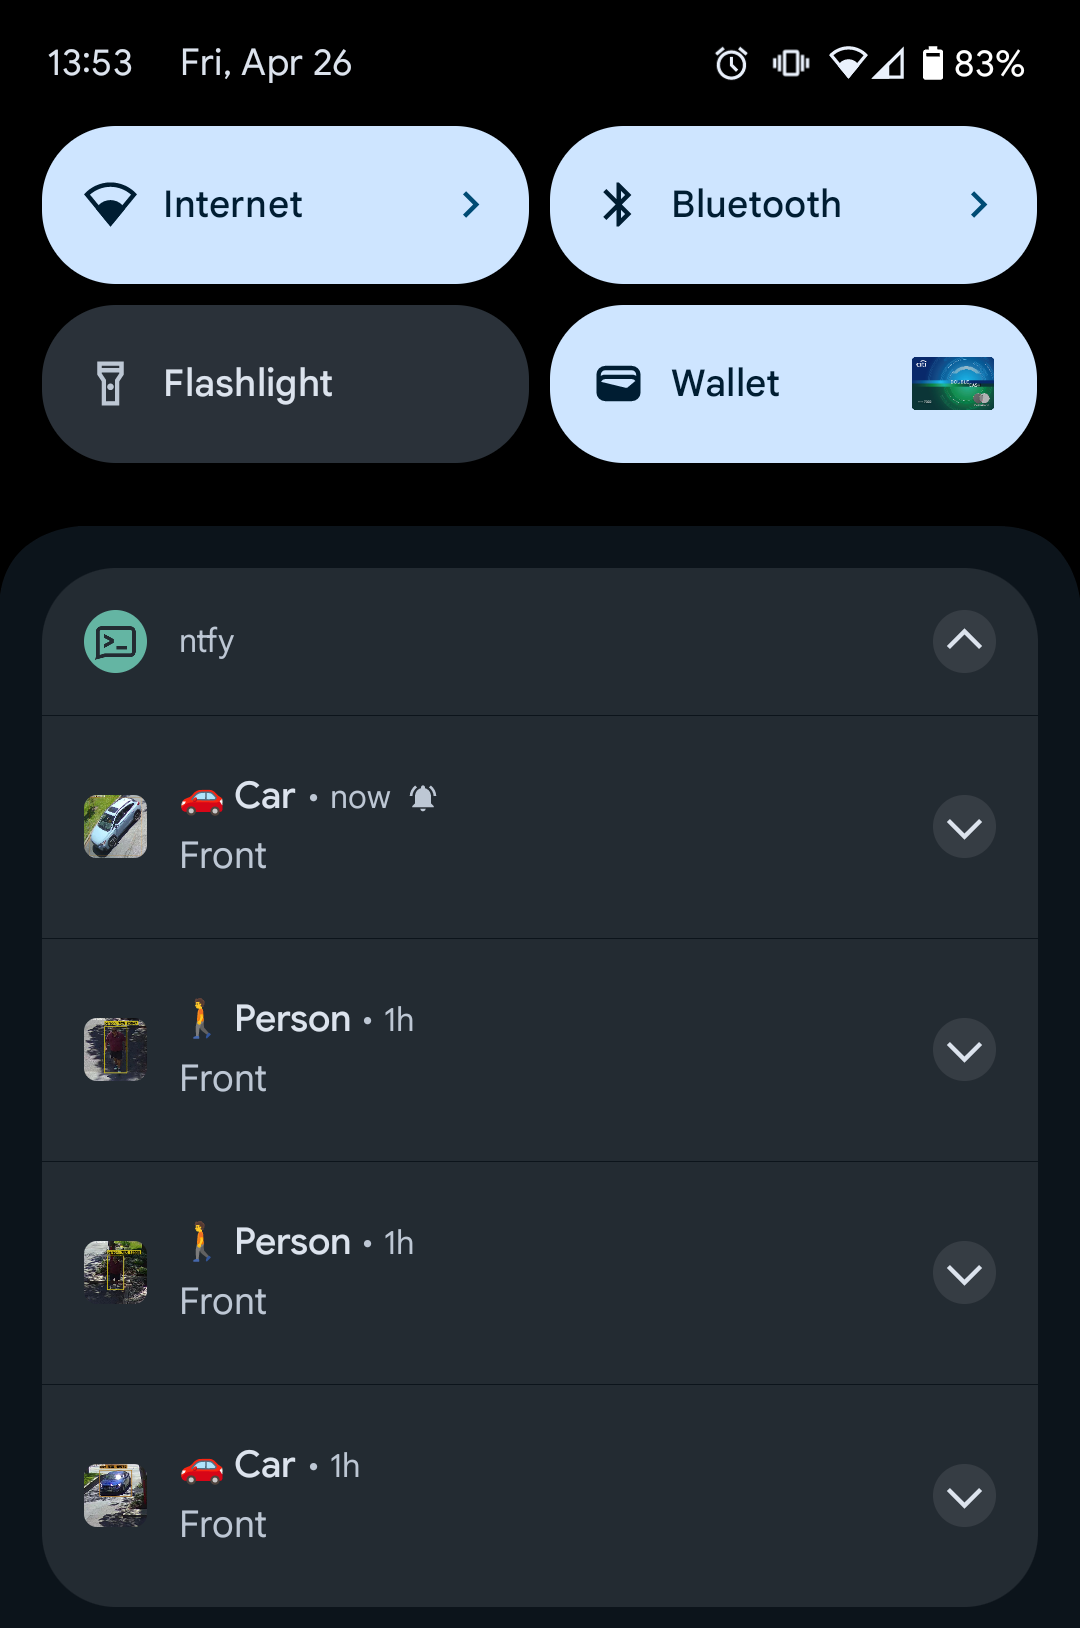 13:53 Fri, Apr 26 83%
Internet
Bluetooth
Flashlight
Wallet
citi
ntfy
Car • now
Front
Person • 1h
Front
Person • 1h
Front
Car • 1h
Front